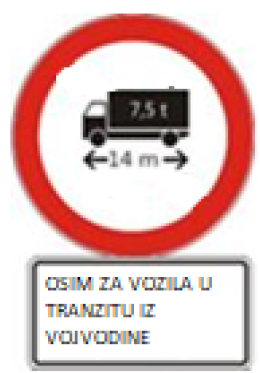 7,5 t
14 m
OSIM ZA VOZILA U
TRANZITU IZ
VOJVODINE